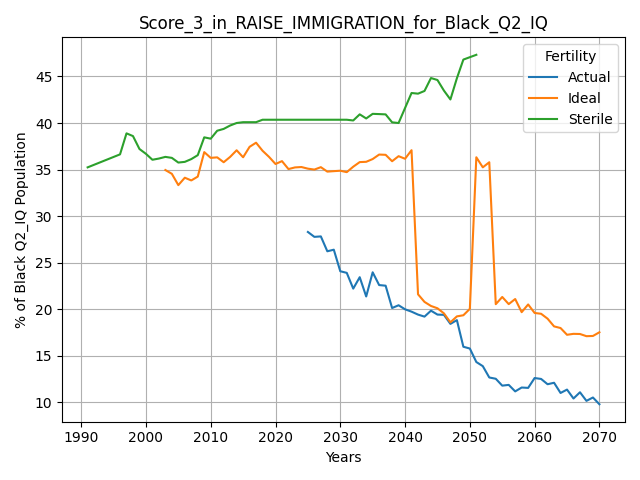 Score_3_in_RAISE_IMMIGRATION_for_Black_Q2_IQ
Fertility
Actual
Ideal
Sterile
% of Black Q2_IQ Population
45
40
35
30
25
20
15
10
1990 2000 2010 2020 2030 2040 2050 2060 2070
Years